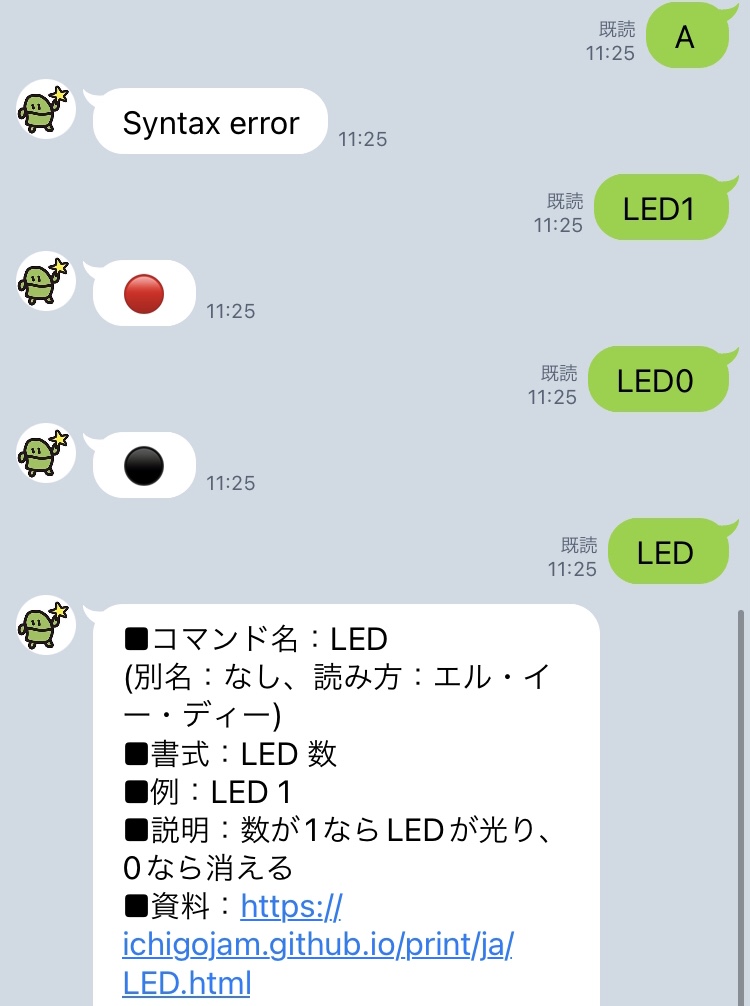 A
既読
11:25
Syntax error
11:25
LED1
既読
11:25
🔴
11:25
LED0
既読
11:25
⚫
11:25
LED
既読
11:25
■コマンド名：LED
(別名：なし、読み方：エル・イ
ー・ディー)
■書式：LED 数
■例：LED 1
■説明：数が1ならLEDが光り、
0なら消える
■資料：https://
ichigojam.github.io/print/ja/
LED.html